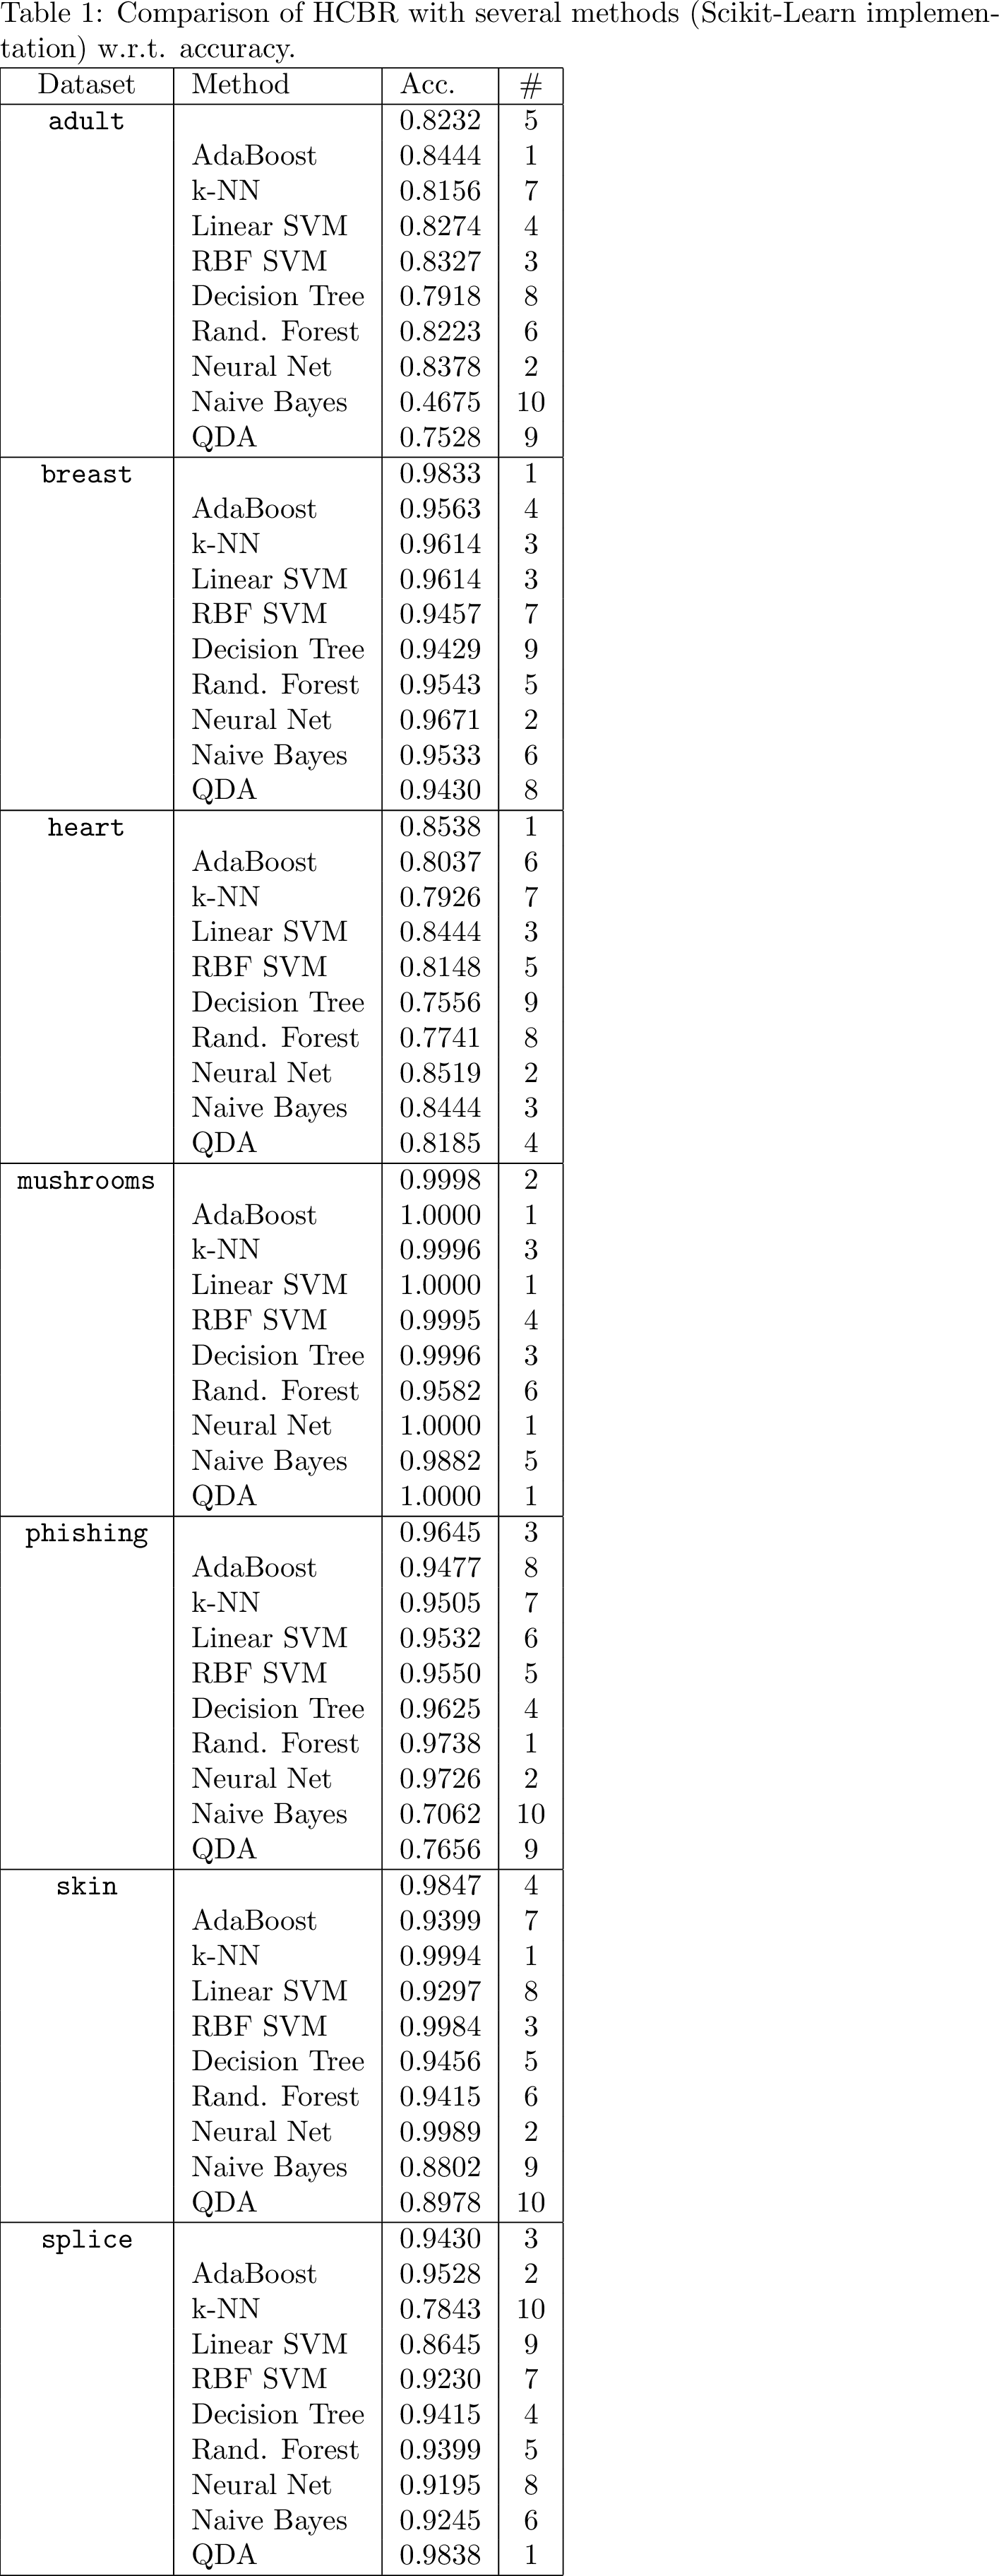 Table 1: Comparison of HCBR with several methods (Scikit-Learn implemen-
tation) w.r.t. accuracy.
Dataset Method Acc. #
adult 0.8232 5
AdaBoost 0.8444 1
k-NN 0.8156 7
Linear SVM 0.8274 4
RBF SVM 0.8327 3
Decision Tree 0.7918 8
Rand. Forest 0.8223 6
Neural Net 0.8378 2
Naive Bayes 0.4675 10
QDA 0.7528 9
breast 0.9833 1
AdaBoost 0.9563 4
k-NN 0.9614 3
Linear SVM 0.9614 3
RBF SVM 0.9457 7
Decision Tree 0.9429 9
Rand. Forest 0.9543 5
Neural Net 0.9671 2
Naive Bayes 0.9533 6
QDA 0.9430 8
heart 0.8538 1
AdaBoost 0.8037 6
k-NN 0.7926 7
Linear SVM 0.8444 3
RBF SVM 0.8148 5
Decision Tree 0.7556 9
Rand. Forest 0.7741 8
Neural Net 0.8519 2
Naive Bayes 0.8444 3
QDA 0.8185 4
mushrooms 0.9998 2
AdaBoost 1.0000 1
k-NN 0.9996 3
Linear SVM 1.0000 1
RBF SVM 0.9995 4
Decision Tree 0.9996 3
Rand. Forest 0.9582 6
Neural Net 1.0000 1
Naive Bayes 0.9882 5
QDA 1.0000 1
phishing 0.9645 3
AdaBoost 0.9477 8
k-NN 0.9505 7
Linear SVM 0.9532 6
RBF SVM 0.9550 5
Decision Tree 0.9625 4
Rand. Forest 0.9738 1
Neural Net 0.9726 2
Naive Bayes 0.7062 10
QDA 0.7656 9
skin 0.9847 4
AdaBoost 0.9399 7
k-NN 0.9994 1
Linear SVM 0.9297 8
RBF SVM 0.9984 3
Decision Tree 0.9456 5
Rand. Forest 0.9415 6
Neural Net 0.9989 2
Naive Bayes 0.8802 9
QDA 0.8978 10
splice 0.9430 3
AdaBoost 0.9528 2
k-NN 0.7843 10
Linear SVM 0.8645 9
RBF SVM 0.9230 7
Decision Tree 0.9415 4
Rand. Forest 0.9399 5
Neural Net 0.9195 8
Naive Bayes 0.9245 6
QDA 0.9838 1